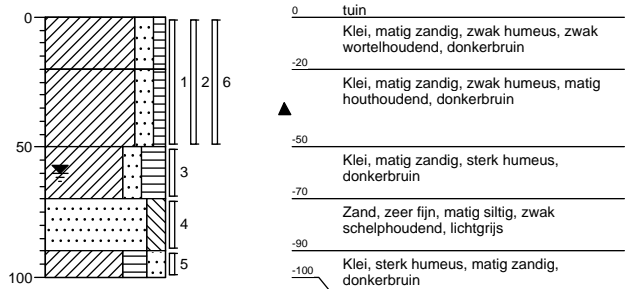 0
50
100
1
2
6
3
4
5
0 tuin
Klei, matig zandig, zwak humeus, zwak
wortelhoudend, donkerbruin
-20
Klei, matig zandig, zwak humeus, matig
houthoudend, donkerbruin
-50
Klei, matig zandig, sterk humeus,
donkerbruin
-70
Zand, zeer fijn, matig siltig, zwak
schelphoudend, lichtgrijs
-90
Klei, sterk humeus, matig zandig,
donkerbruin
-100